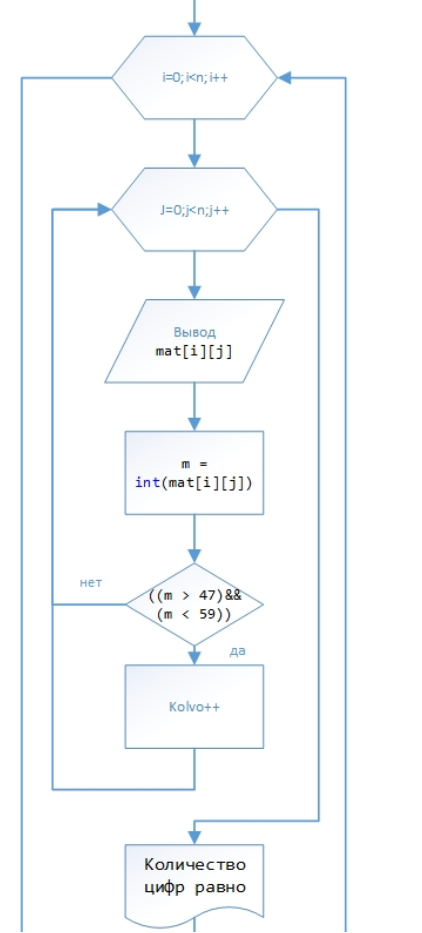 i=0;i<n;i++
J=0;j<n;j++
Вывод
mat[i][j]
m =
int(mat[i][j])
нет
((m > 47)&&
(m < 59))
да
Kolvo++
Количество
цифр равно